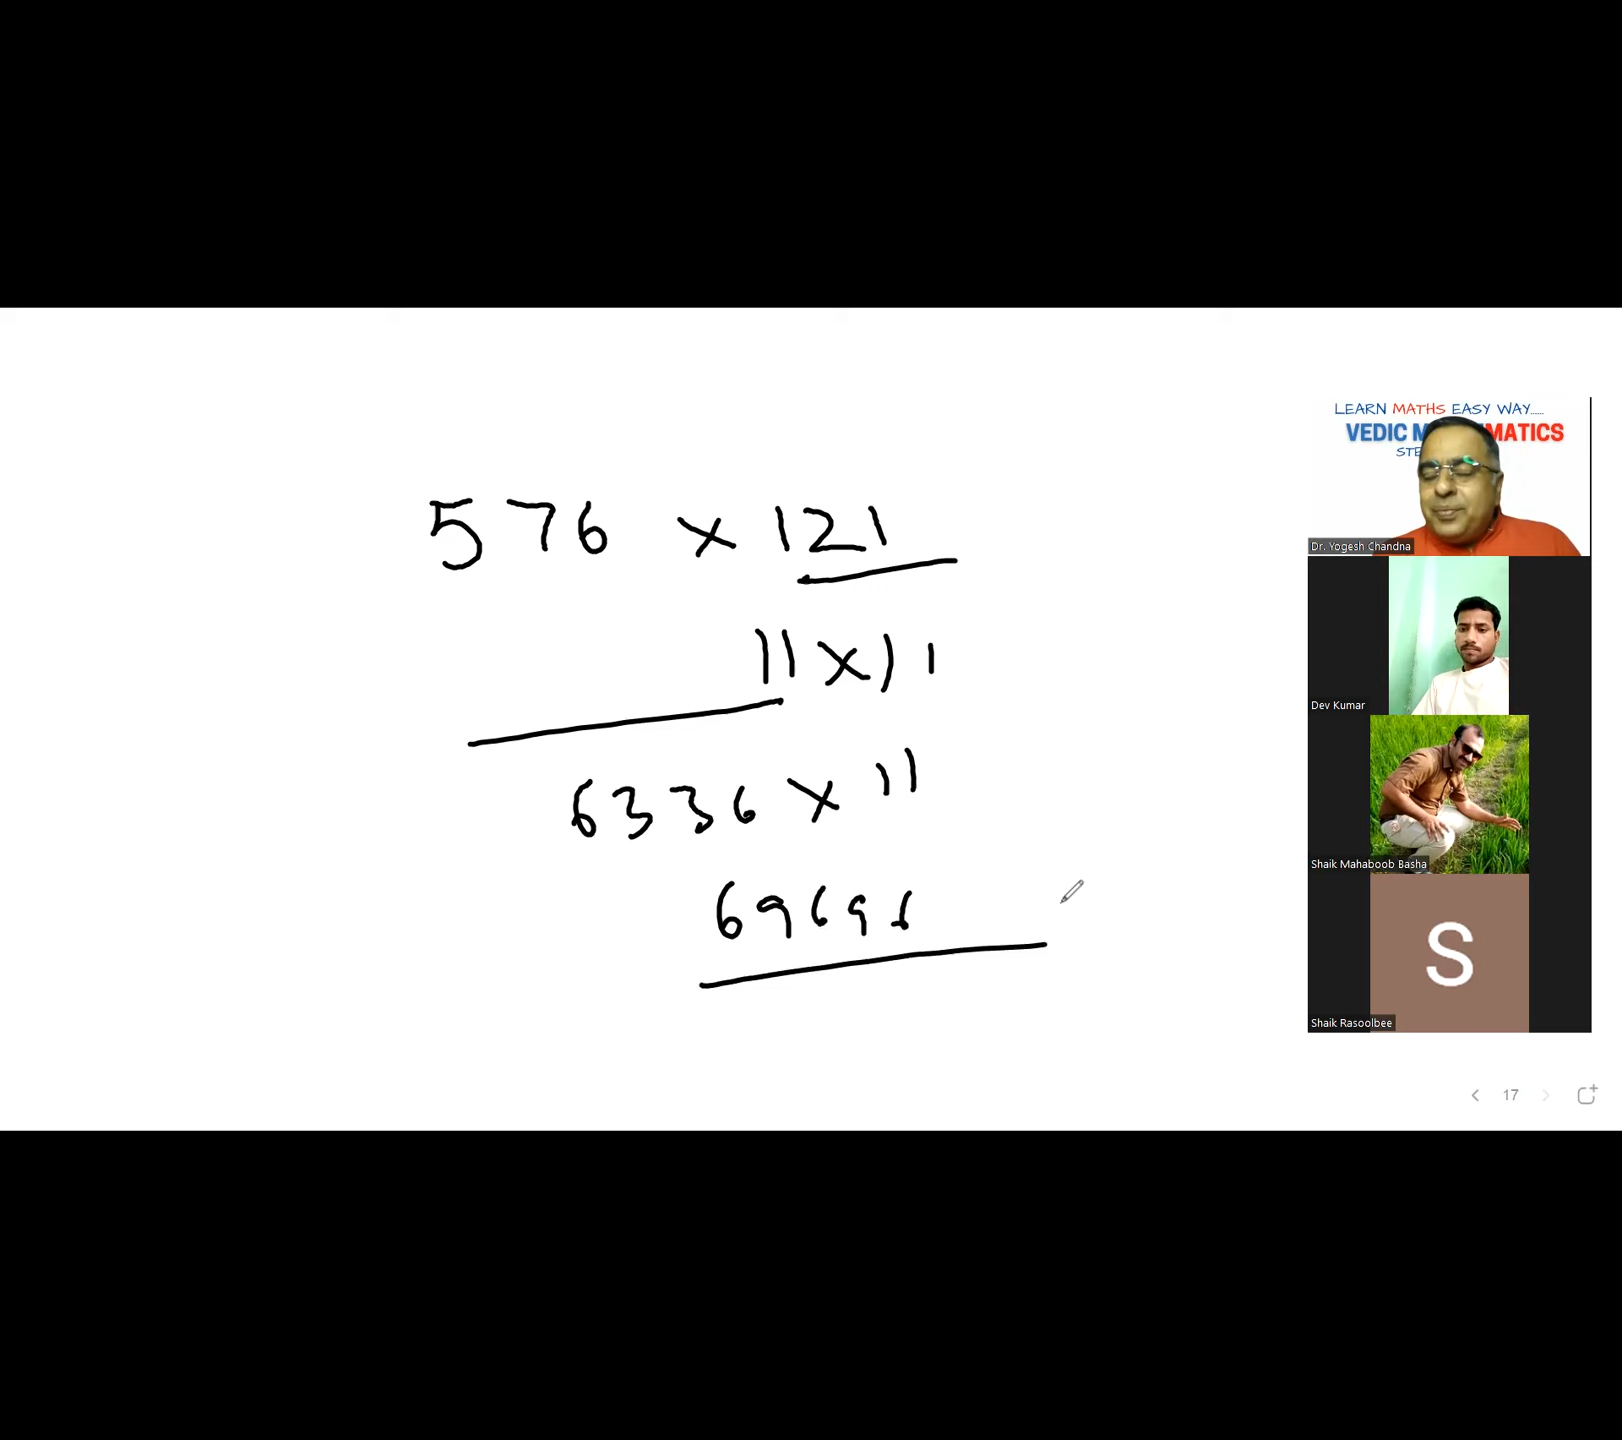 576 x 121
11 x 11
6336 x 11
69696
LEARN MATHS EASY WAY......
VEDIC M MATICS
STE
Dr. Yogesh Chandna
Dev Kumar
Shaik Mahaboob Basha
S
Shaik Rasoolbee
17